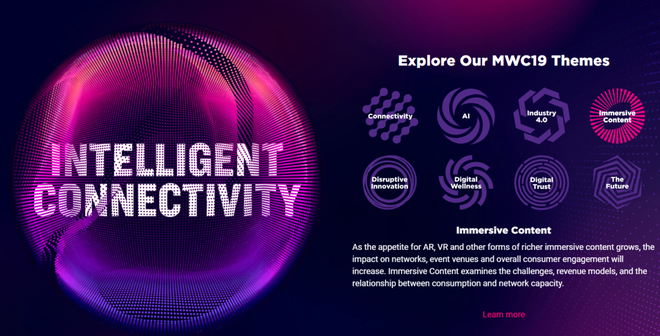 INTELLIGENT
CONNECTIVITY
Explore Our MWC19 Themes
Connectivity
AI
Industry
4.0
Immersive
Content
Disruptive
Innovation
Digital
Wellness
Digital
Trust
The
Future
Immersive Content
As the appetite for AR, VR and other forms of richer immersive content grows, the
impact on networks, event venues and overall consumer engagement will
increase. Immersive Content examines the challenges, revenue models, and the
relationship between consumption and network capacity.
Learn more